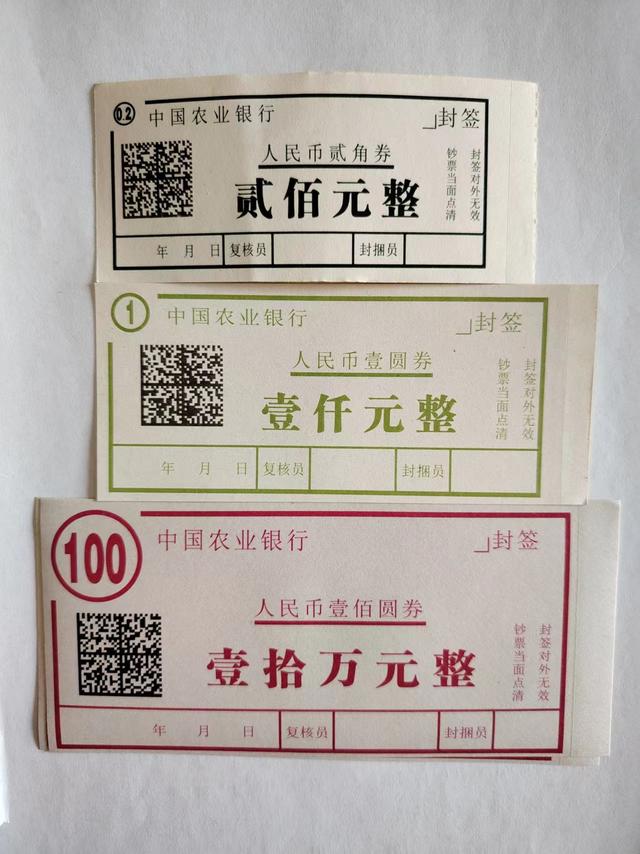 0.2 中国农业银行 封签
人民币贰角券
贰佰元整
钞票当面点清
封签对外无效
年 月 日 复核员 封捆员
1 中国农业银行 封签
人民币壹圆券
壹仟元整
钞票当面点清
封签对外无效
年 月 日 复核员 封捆员
100 中国农业银行 封签
人民币壹佰圆券
壹拾万元整
钞票当面点清
封签对外无效
年 月 日 复核员 封捆员